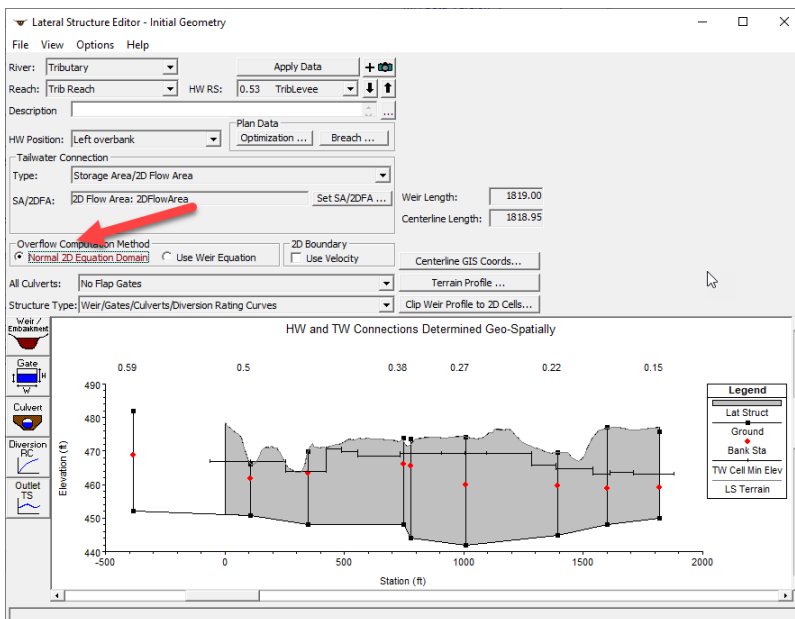 Lateral Structure Editor - Initial Geometry
File View Options Help
River: Tributary Apply Data
Reach: Trib Reach HW RS: 0.53 TribLevee
Description ...
Plan Data
HW Position: Left overbank Optimization ... Breach ...
Tailwater Connection
Type: Storage Area/2D Flow Area
SA/2DFA: 2D Flow Area: 2DFlowArea Set SA/2DFA ... Weir Length: 1819.00
Centerline Length: 1818.95
Overflow Computation Method 2D Boundary
Normal 2D Equation Domain Use Weir Equation Use Velocity Centerline GIS Coords...
All Culverts: No Flap Gates Terrain Profile ...
Structure Type: Weir/Gates/Culverts/Diversion Rating Curves Clip Weir Profile to 2D Cells...
Weir /
Embankment
Gate
H
W
Culvert
Diversion
RC
Outlet
TS
HW and TW Connections Determined Geo-Spatially
0.59 0.5 0.38 0.27 0.22 0.15
490
480
470
460
450
440
Elevation (ft)
-500 0 500 1000 1500 2000
Station (ft)
Legend
Lat Struct
Ground
Bank Sta
TW Cell Min Elev
LS Terrain